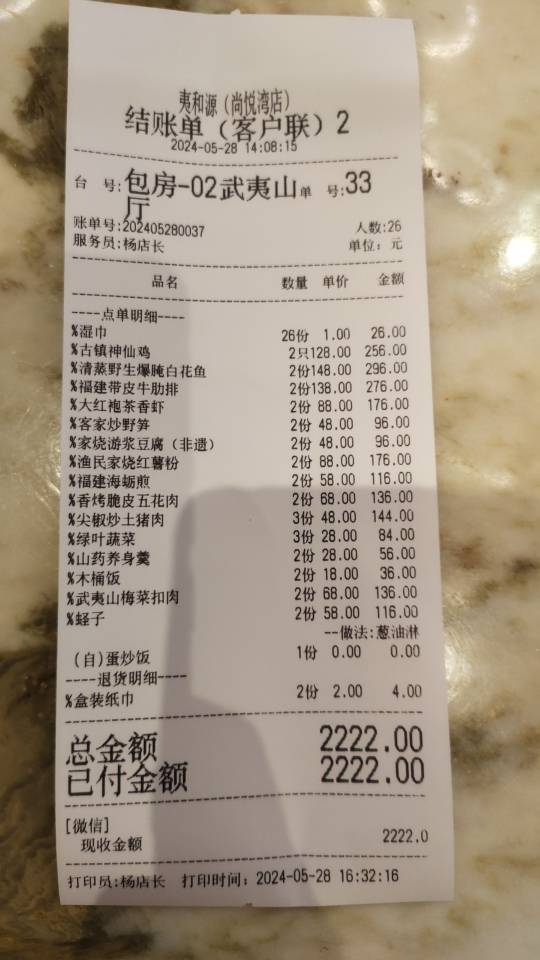 夷和源（尚悦湾店）
结账单（客户联）2
2024-05-28 14:08:15
台 号:包房-02武夷山厅 单 号:33
账单号:202405280037 人数:26
服务员:杨店长 单位: 元
品名 数量 单价 金额
----点单明细----
%湿巾 26份 1.00 26.00
%古镇神仙鸡 2只128.00 256.00
%清蒸野生爆腌白花鱼 2份148.00 296.00
%福建带皮牛肋排 2份138.00 276.00
%大红袍茶香虾 2份 88.00 176.00
%客家炒野笋 2份 48.00 96.00
%家烧游浆豆腐（非遗） 2份 48.00 96.00
%渔民家烧红薯粉 2份 88.00 176.00
%福建海蛎煎 2份 58.00 116.00
%香烤脆皮五花肉 2份 68.00 136.00
%尖椒炒土猪肉 3份 48.00 144.00
%绿叶蔬菜 3份 28.00 84.00
%山药养身羹 2份 28.00 56.00
%木桶饭 2份 18.00 36.00
%武夷山梅菜扣肉 2份 68.00 136.00
%蛏子 2份 58.00 116.00
--做法:葱油淋
(自)蛋炒饭 1份 0.00 0.00
----退货明细----
%盒装纸巾 2份 2.00 4.00
总金额 2222.00
已付金额 2222.00
[微信]
现收金额 2222.0
打印员:杨店长 打印时间: 2024-05-28 16:32:16